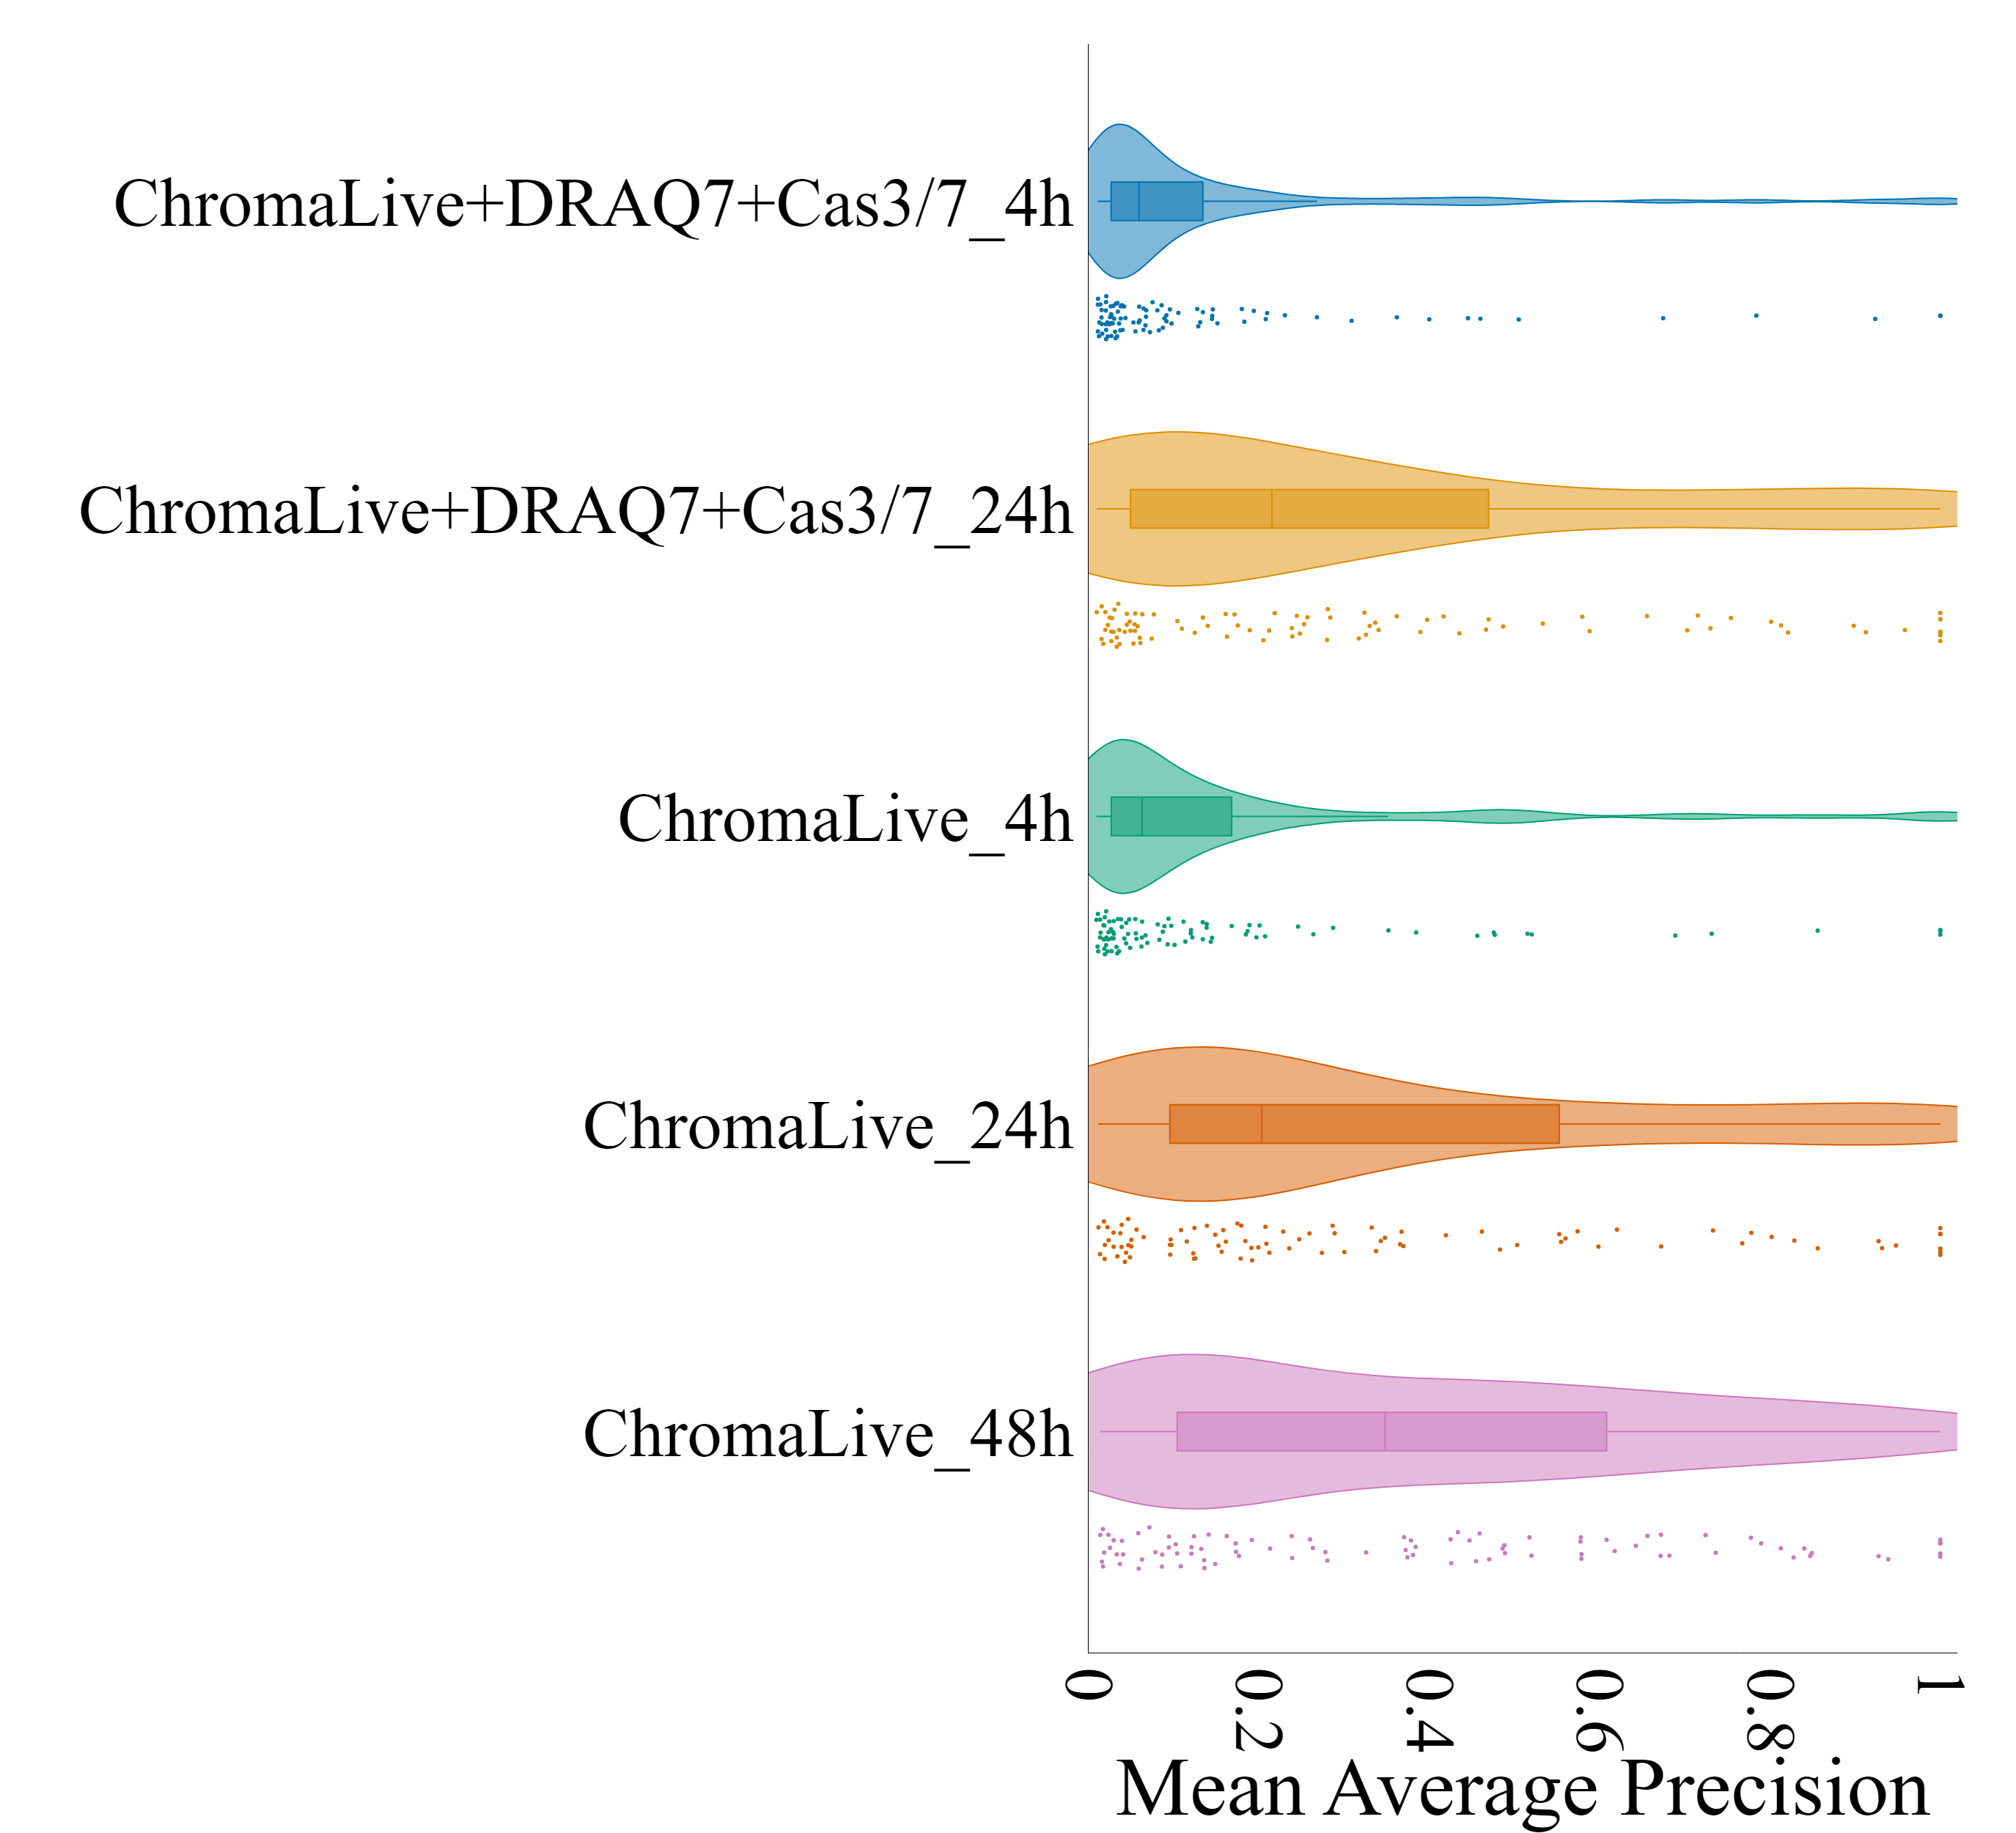 ChromaLive+DRAQ7+Cas3/7_4h
ChromaLive+DRAQ7+Cas3/7_24h
ChromaLive_4h
ChromaLive_24h
ChromaLive_48h
0
0.2
0.4
0.6
0.8
1
Mean Average Precision